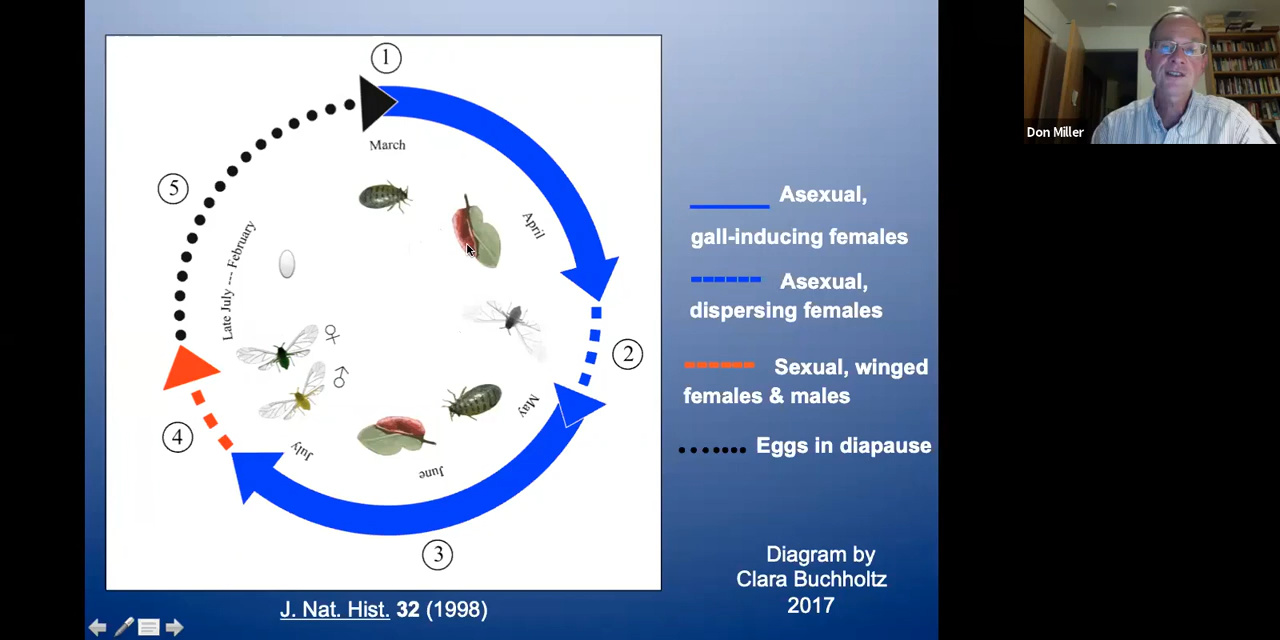 1
March
5
April
Late July --- February
♀
2
♂
May
4
July
June
3
Asexual,
gall-inducing females
Asexual,
dispersing females
Sexual, winged
females & males
Eggs in diapause
Diagram by
Clara Buchholtz
2017
J. Nat. Hist. 32 (1998)
Don Miller